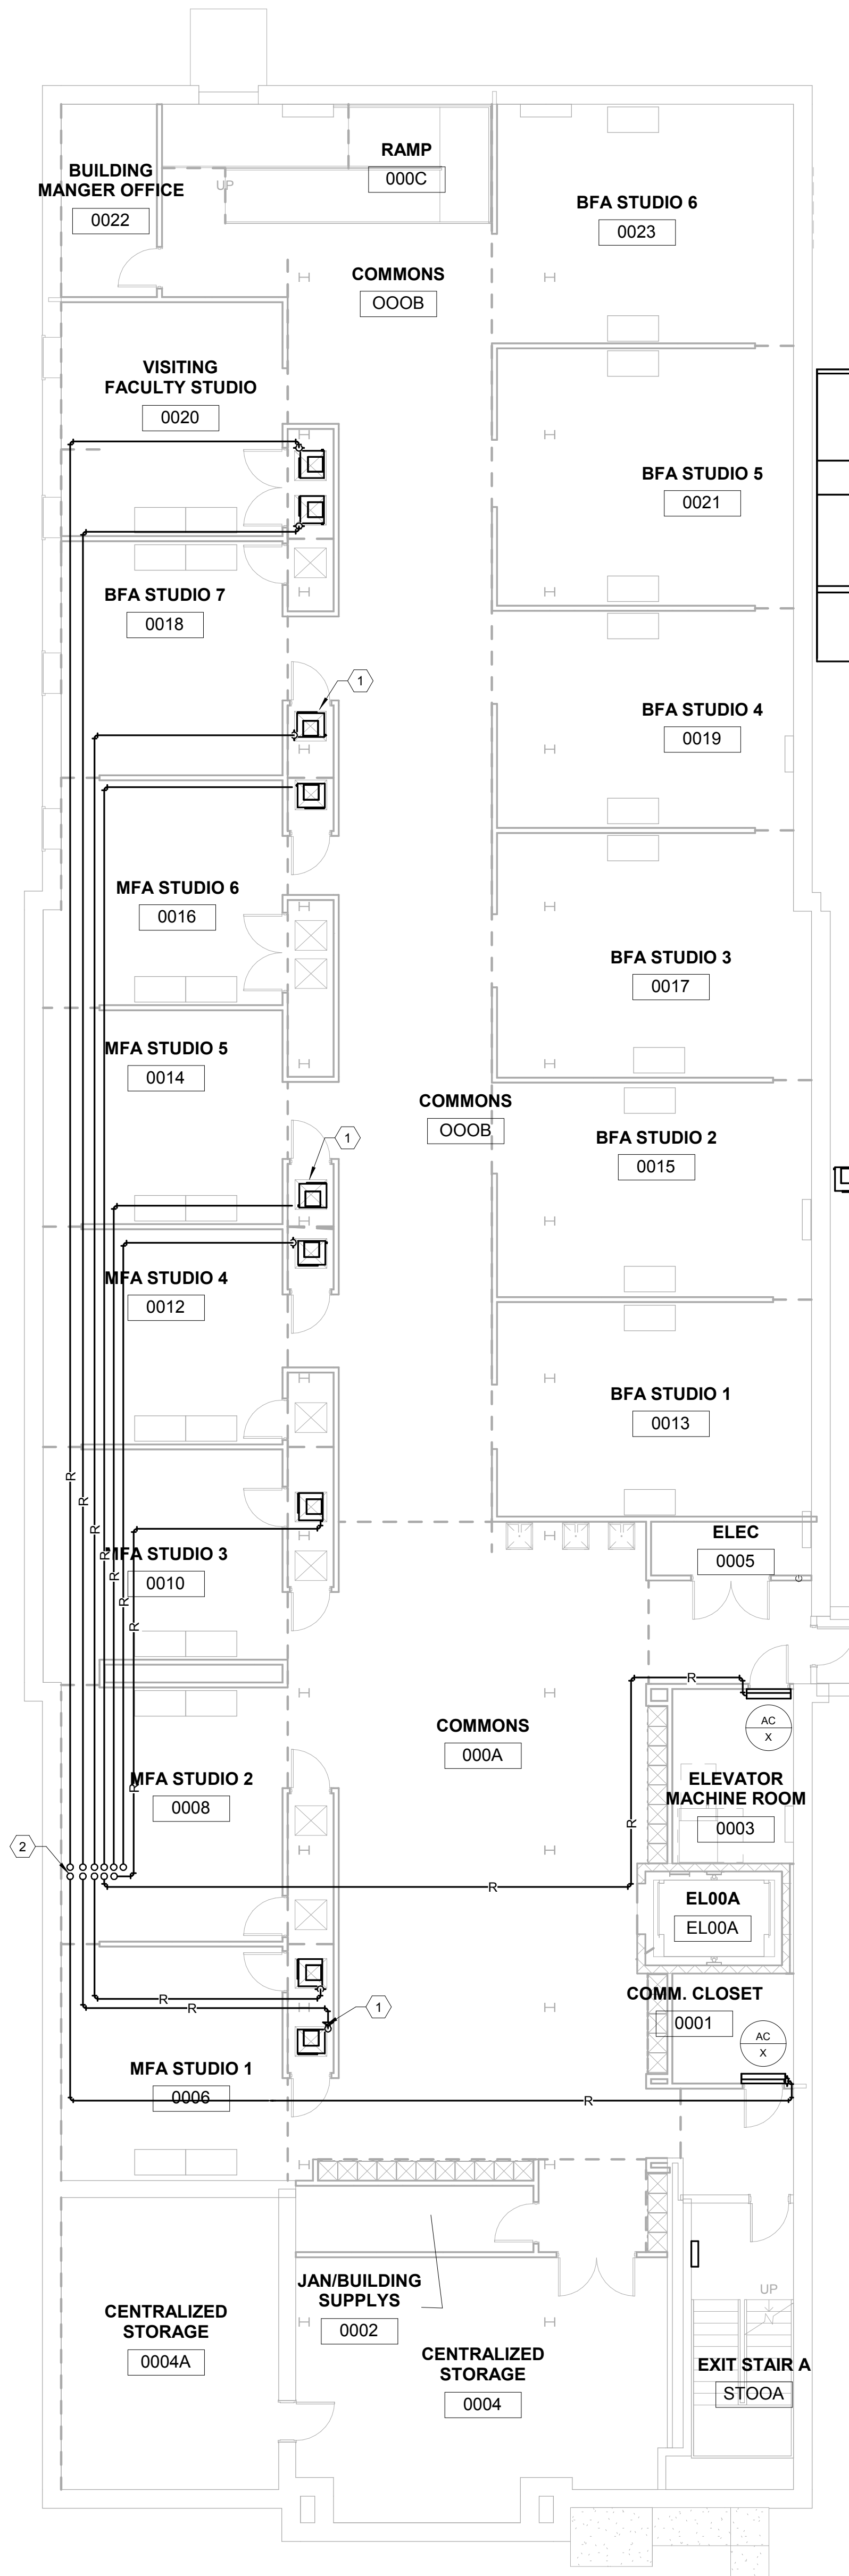 RAMP
000C
BUILDING
MANGER OFFICE
0022
UP
BFA STUDIO 6
0023
COMMONS
OOOB
VISITING
FACULTY STUDIO
0020
BFA STUDIO 5
0021
BFA STUDIO 7
0018
1
BFA STUDIO 4
0019
MFA STUDIO 6
0016
BFA STUDIO 3
0017
MFA STUDIO 5
0014
COMMONS
OOOB
1
BFA STUDIO 2
0015
MFA STUDIO 4
0012
BFA STUDIO 1
0013
R
R
R
R
R
R
R
MFA STUDIO 3
0010
ELEC
0005
G
R
AC
X
COMMONS
000A
MFA STUDIO 2
0008
R
ELEVATOR
MACHINE ROOM
0003
R
2
R
EL00A
EL00A
COMM. CLOSET
0001
R
R
1
AC
X
MFA STUDIO 1
0006
R
JAN/BUILDING
SUPPLYS
0002
UP
CENTRALIZED
STORAGE
0004A
CENTRALIZED
STORAGE
0004
EXIT STAIR A
STOOA